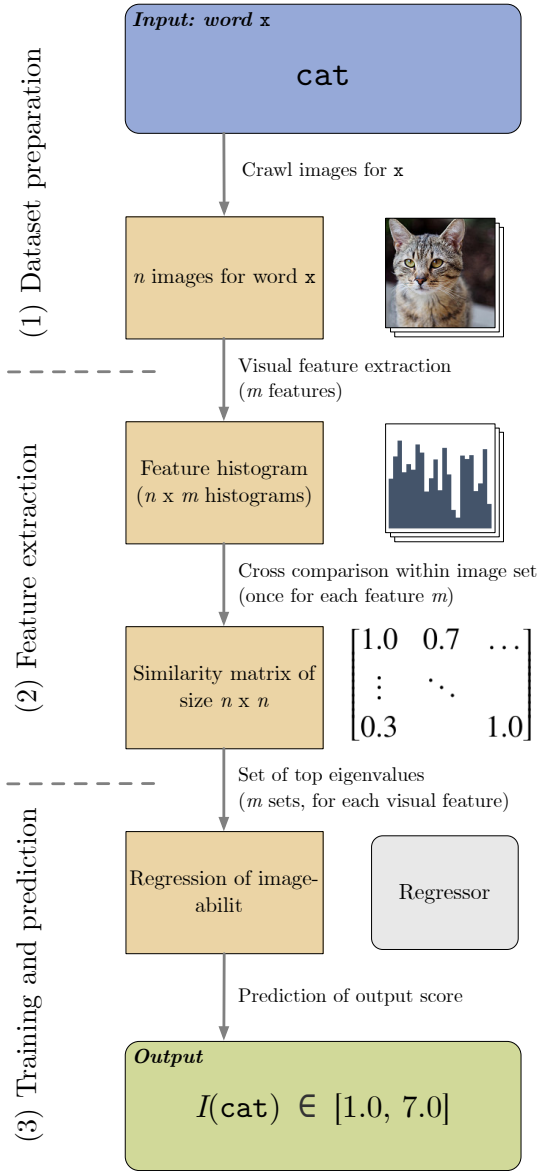 (1) Dataset preparation
Input: word x
cat
Crawl images for x
n images for word x
Visual feature extraction
(m features)
(2) Feature extraction
Feature histogram
(n x m histograms)
Cross comparison within image set
(once for each feature m)
Similarity matrix of
size n x n
1.0 0.7 …
⋮ ⋱
0.3 1.0
Set of top eigenvalues
(m sets, for each visual feature)
(3) Training and prediction
Regression of image-
abilit
Regressor
Prediction of output score
Output
I(cat) ∈ [1.0, 7.0]